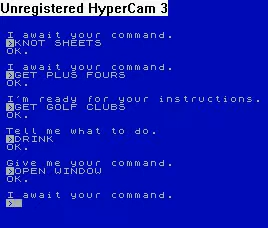 Unregistered HyperCam 3
I await your command.
>KNOT SHEETS
OK.
I await your command.
>GET PLUS FOURS
OK.
I'm ready for your instructions.
>GET GOLF CLUBS
OK.
Tell me what to do.
>DRINK
OK.
Give me your command.
>OPEN WINDOW
OK.
I await your command.
>